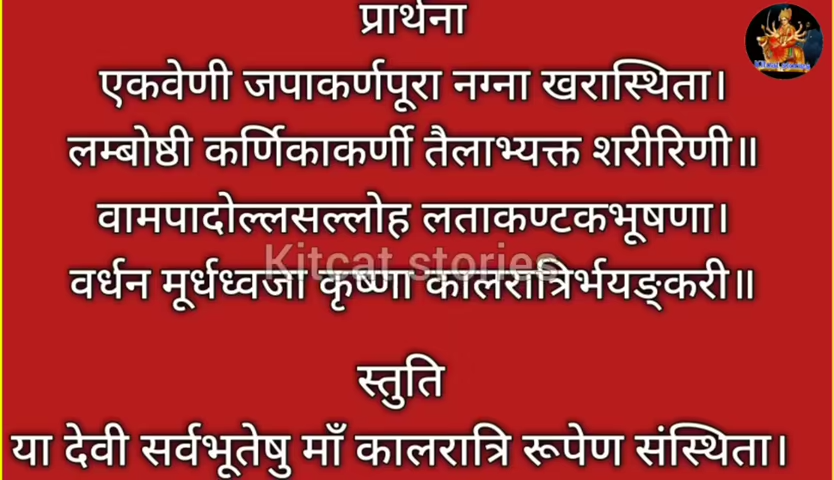 प्रार्थना
एकवेणी जपाकर्णपूरा नग्ना खरास्थिता।
लम्बोष्ठी कर्णिकाकर्णी तैलाभ्यक्त शरीरिणी॥
वामपादोल्लसल्लोह लताकण्टकभूषणा।
Kitcat stories
वर्धन मूर्धध्वजा कृष्णा कालरात्रिर्भयङ्करी॥
स्तुति
या देवी सर्वभूतेषु माँ कालरात्रि रूपेण संस्थिता।